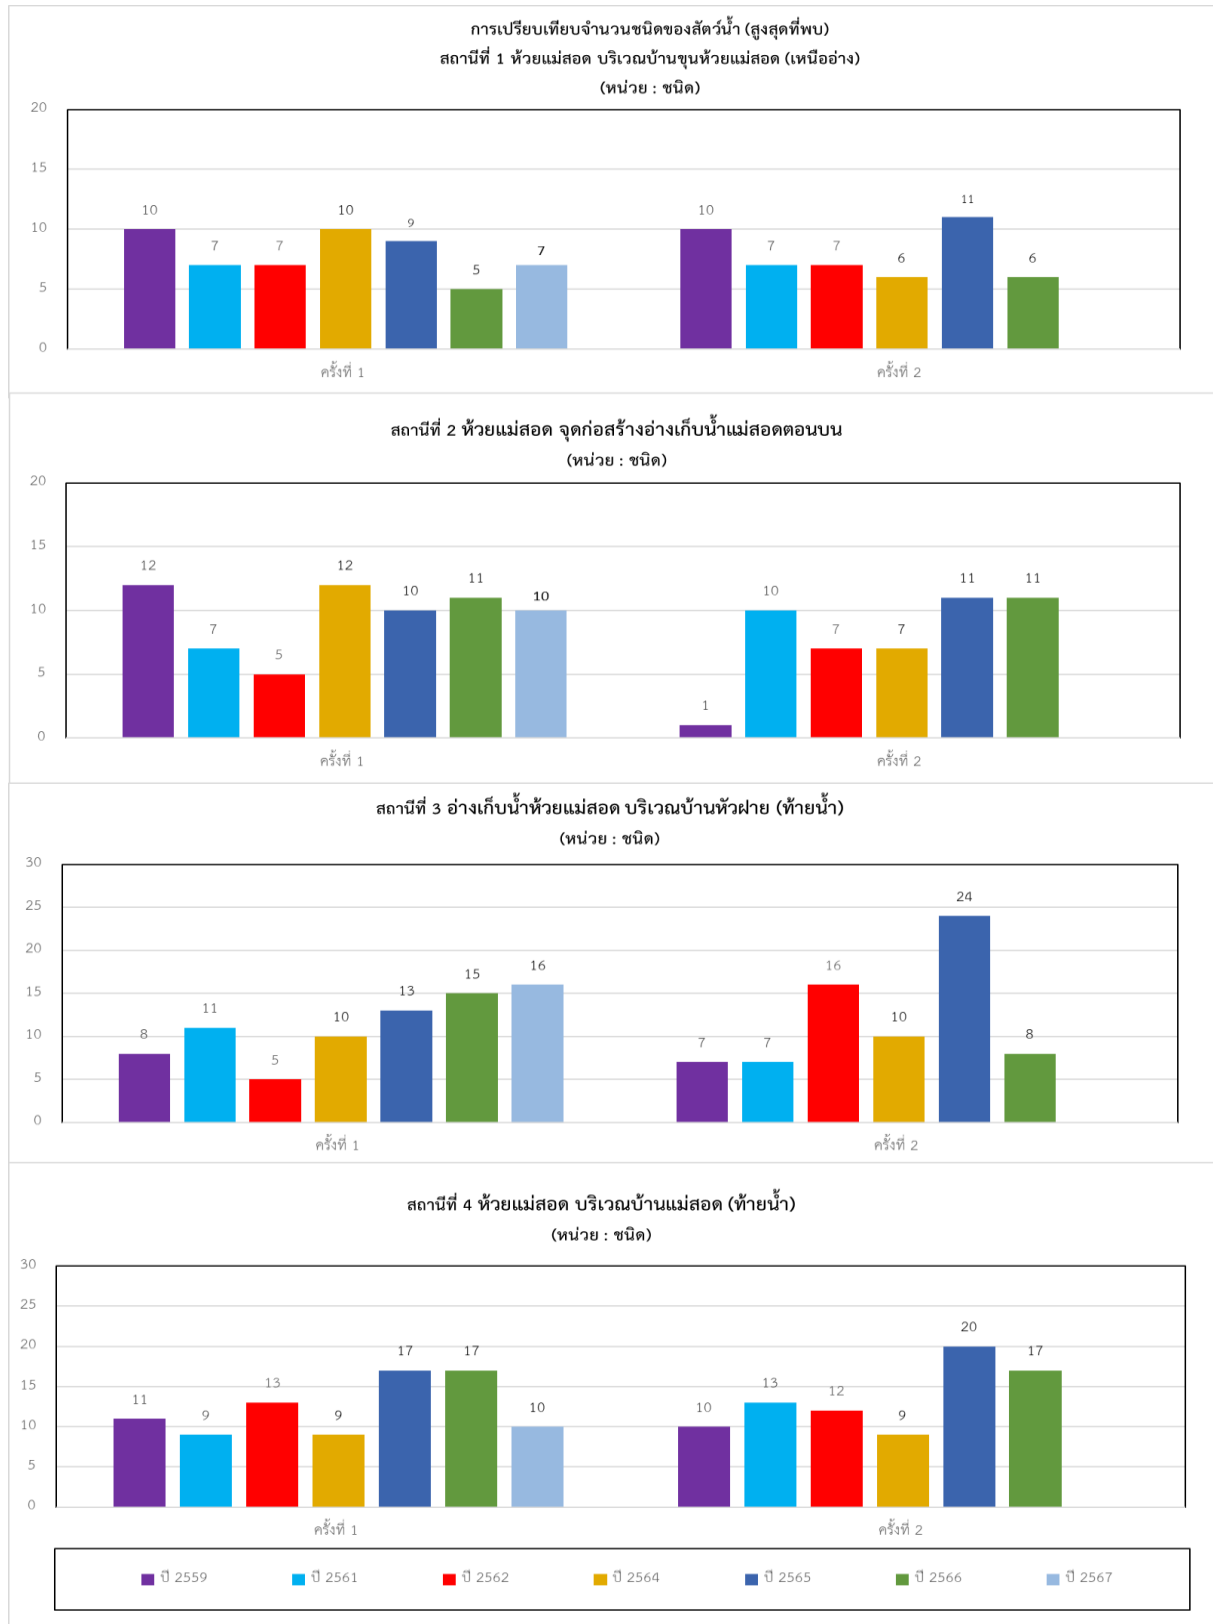 การเปรียบเทียบจำนวนชนิดของสัตว์น้ำ (สูงสุดที่พบ)
สถานีที่ 1 ห้วยแม่สอด บริเวณบ้านขุนห้วยแม่สอด (เหนืออ่าง)
(หน่วย : ชนิด)
20
15
10
5
0
10 7 7 10 9 5 7
10 7 7 6 11 6
ครั้งที่ 1 ครั้งที่ 2
สถานีที่ 2 ห้วยแม่สอด จุดก่อสร้างอ่างเก็บน้ำแม่สอดตอนบน
(หน่วย : ชนิด)
20
15
10
5
0
12 7 5 12 10 11 10
1 10 7 7 11 11
ครั้งที่ 1 ครั้งที่ 2
สถานีที่ 3 อ่างเก็บน้ำห้วยแม่สอด บริเวณบ้านหัวฝาย (ท้ายน้ำ)
(หน่วย : ชนิด)
30
25
20
15
10
5
0
8 11 5 10 13 15 16
7 7 16 10 24 8
ครั้งที่ 1 ครั้งที่ 2
สถานีที่ 4 ห้วยแม่สอด บริเวณบ้านแม่สอด (ท้ายน้ำ)
(หน่วย : ชนิด)
30
25
20
15
10
5
0
11 9 13 9 17 17 10
10 13 12 9 20 17
ครั้งที่ 1 ครั้งที่ 2
ปี 2559 ปี 2561 ปี 2562 ปี 2564 ปี 2565 ปี 2566 ปี 2567